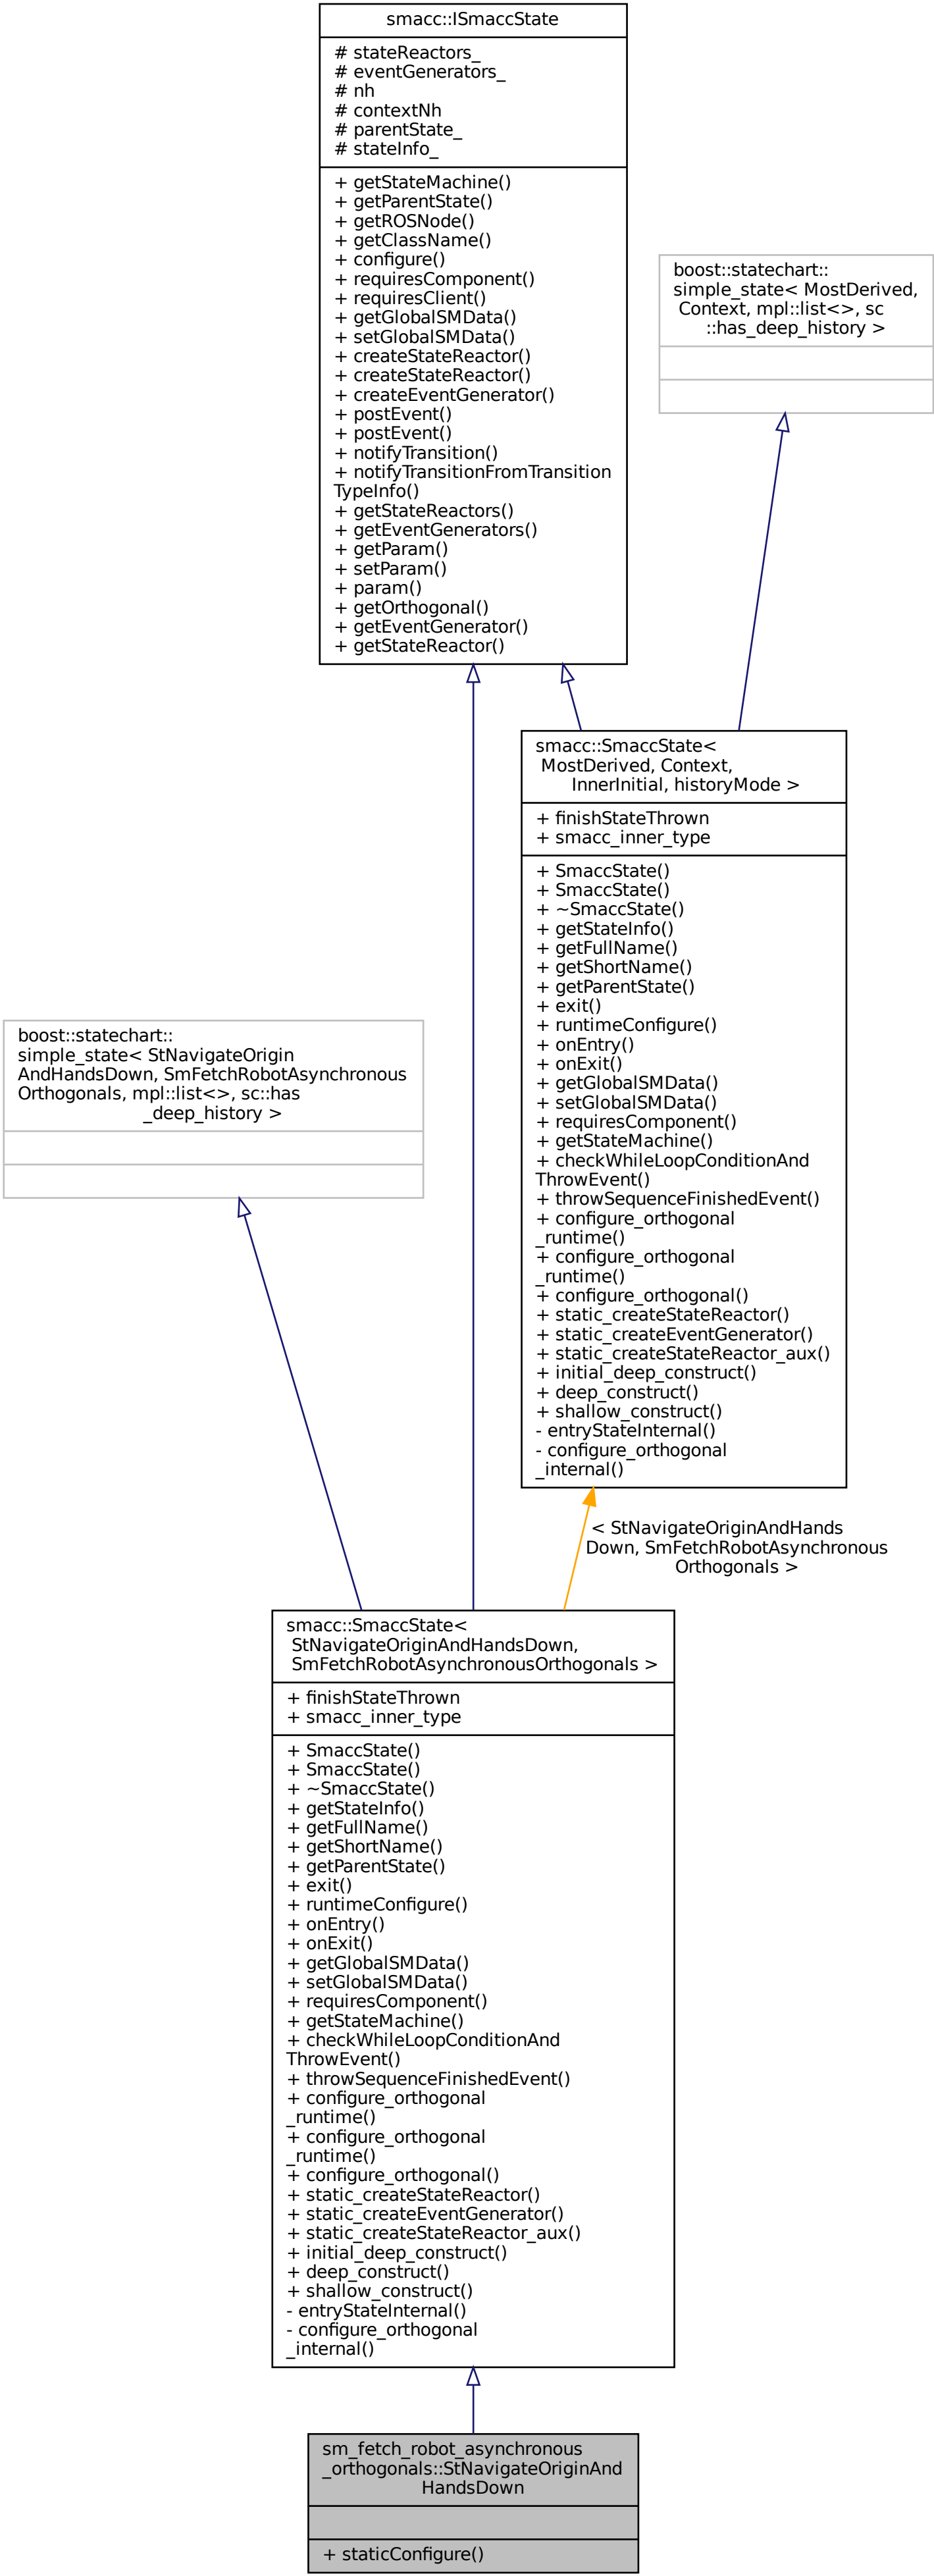 smacc::ISmaccState
# stateReactors_
# eventGenerators_
# nh
# contextNh
# parentState_
# stateInfo_
+ getStateMachine()
+ getParentState()
+ getROSNode()
+ getClassName()
+ configure()
+ requiresComponent()
+ requiresClient()
+ getGlobalSMData()
+ setGlobalSMData()
+ createStateReactor()
+ createStateReactor()
+ createEventGenerator()
+ postEvent()
+ postEvent()
+ notifyTransition()
+ notifyTransitionFromTransition
TypeInfo()
+ getStateReactors()
+ getEventGenerators()
+ getParam()
+ setParam()
+ param()
+ getOrthogonal()
+ getEventGenerator()
+ getStateReactor()
boost::statechart::
simple_state< MostDerived,
Context, mpl::list<>, sc
::has_deep_history >
smacc::SmaccState<
MostDerived, Context,
InnerInitial, historyMode >
+ finishStateThrown
+ smacc_inner_type
+ SmaccState()
+ SmaccState()
+ ~SmaccState()
+ getStateInfo()
+ getFullName()
+ getShortName()
+ getParentState()
+ exit()
+ runtimeConfigure()
+ onEntry()
+ onExit()
+ getGlobalSMData()
+ setGlobalSMData()
+ requiresComponent()
+ getStateMachine()
+ checkWhileLoopConditionAnd
ThrowEvent()
+ throwSequenceFinishedEvent()
+ configure_orthogonal
_runtime()
+ configure_orthogonal
_runtime()
+ configure_orthogonal()
+ static_createStateReactor()
+ static_createEventGenerator()
+ static_createStateReactor_aux()
+ initial_deep_construct()
+ deep_construct()
+ shallow_construct()
- entryStateInternal()
- configure_orthogonal
_internal()
boost::statechart::
simple_state< StNavigateOrigin
AndHandsDown, SmFetchRobotAsynchronous
Orthogonals, mpl::list<>, sc::has
_deep_history >
< StNavigateOriginAndHands
Down, SmFetchRobotAsynchronous
Orthogonals >
smacc::SmaccState<
StNavigateOriginAndHandsDown,
SmFetchRobotAsynchronousOrthogonals >
+ finishStateThrown
+ smacc_inner_type
+ SmaccState()
+ SmaccState()
+ ~SmaccState()
+ getStateInfo()
+ getFullName()
+ getShortName()
+ getParentState()
+ exit()
+ runtimeConfigure()
+ onEntry()
+ onExit()
+ getGlobalSMData()
+ setGlobalSMData()
+ requiresComponent()
+ getStateMachine()
+ checkWhileLoopConditionAnd
ThrowEvent()
+ throwSequenceFinishedEvent()
+ configure_orthogonal
_runtime()
+ configure_orthogonal
_runtime()
+ configure_orthogonal()
+ static_createStateReactor()
+ static_createEventGenerator()
+ static_createStateReactor_aux()
+ initial_deep_construct()
+ deep_construct()
+ shallow_construct()
- entryStateInternal()
- configure_orthogonal
_internal()
sm_fetch_robot_asynchronous
_orthogonals::StNavigateOriginAnd
HandsDown
+ staticConfigure()